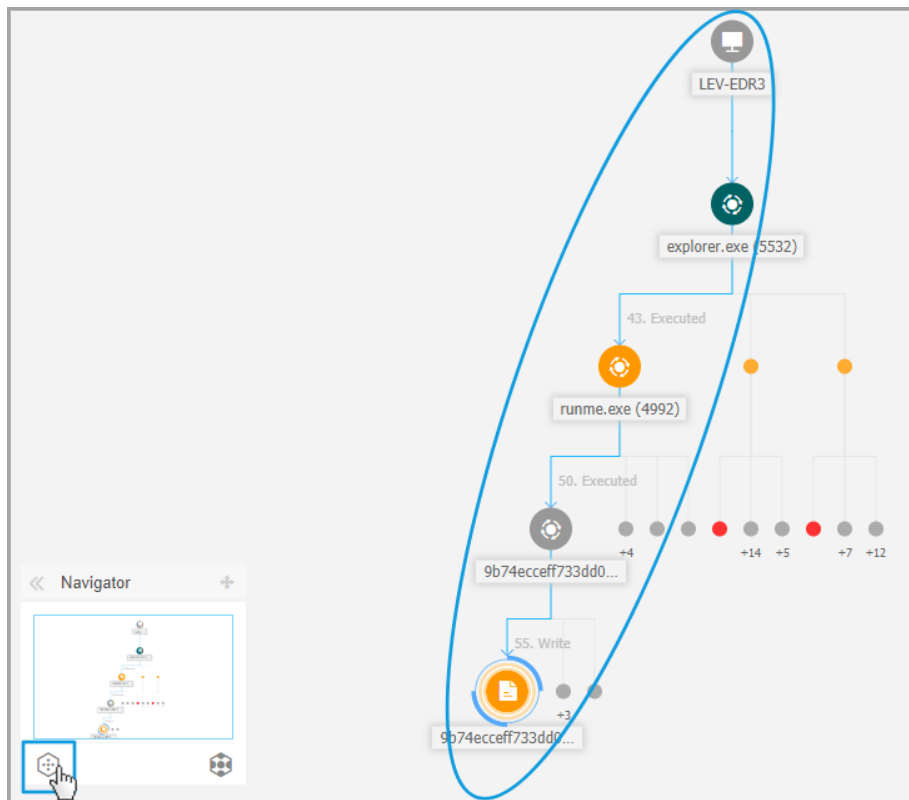 LEV-EDR3
explorer.exe (5532)
43. Executed
runme.exe (4992)
50. Executed
+4
+14
+5
+7
+12
9b74ecceff733dd0...
Navigator
55. Write
+3
9b74ecceff733dd0...